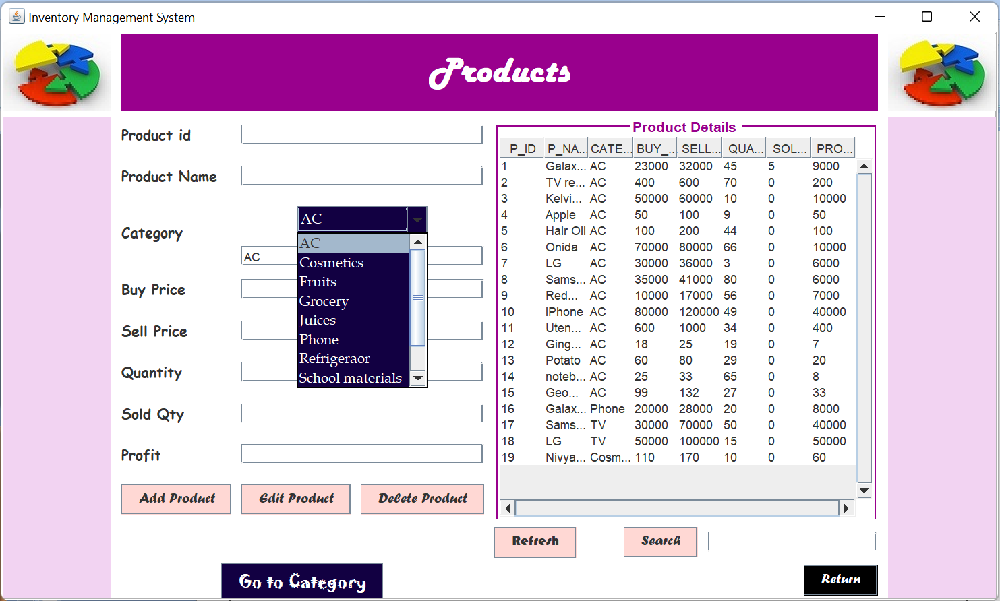 Inventory Management System
Products
Product id
Product Name
Category
AC
AC
Cosmetics
Fruits
Grocery
Juices
Phone
Refrigeraor
School materials
AC
Buy Price
Sell Price
Quantity
Sold Qty
Profit
Add Product
Edit Product
Delete Product
Go to Category
Product Details
P_ID P_NA... CATE... BUY_... SELL... QUA... SOL... PRO...
1 Galax... AC 23000 32000 45 5 9000
2 TV re... AC 400 600 70 0 200
3 Kelvi... AC 50000 60000 10 0 10000
4 Apple AC 50 100 9 0 50
5 Hair Oil AC 100 200 44 0 100
6 Onida AC 70000 80000 66 0 10000
7 LG AC 30000 36000 3 0 6000
8 Sams... AC 35000 41000 80 0 6000
9 Red... AC 10000 17000 56 0 7000
10 IPhone AC 80000 120000 49 0 40000
11 Uten... AC 600 1000 34 0 400
12 Ging... AC 18 25 19 0 7
13 Potato AC 60 80 29 0 20
14 noteb... AC 25 33 65 0 8
15 Geo... AC 99 132 27 0 33
16 Galax... Phone 20000 28000 20 0 8000
17 Sams... TV 30000 70000 50 0 40000
18 LG TV 50000 100000 15 0 50000
19 Nivya... Cosm... 110 170 10 0 60
Refresh
Search
Return